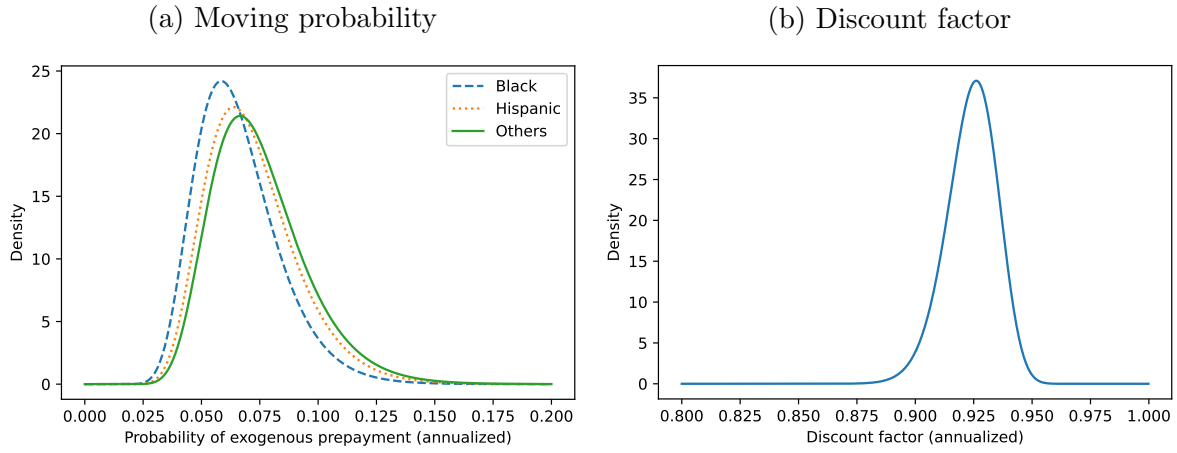 (a) Moving probability
25
20
15
10
5
0
Density
0.000 0.025 0.050 0.075 0.100 0.125 0.150 0.175 0.200
Probability of exogenous prepayment (annualized)
Black
Hispanic
Others
(b) Discount factor
35
30
25
20
15
10
5
0
Density
0.800 0.825 0.850 0.875 0.900 0.925 0.950 0.975 1.000
Discount factor (annualized)